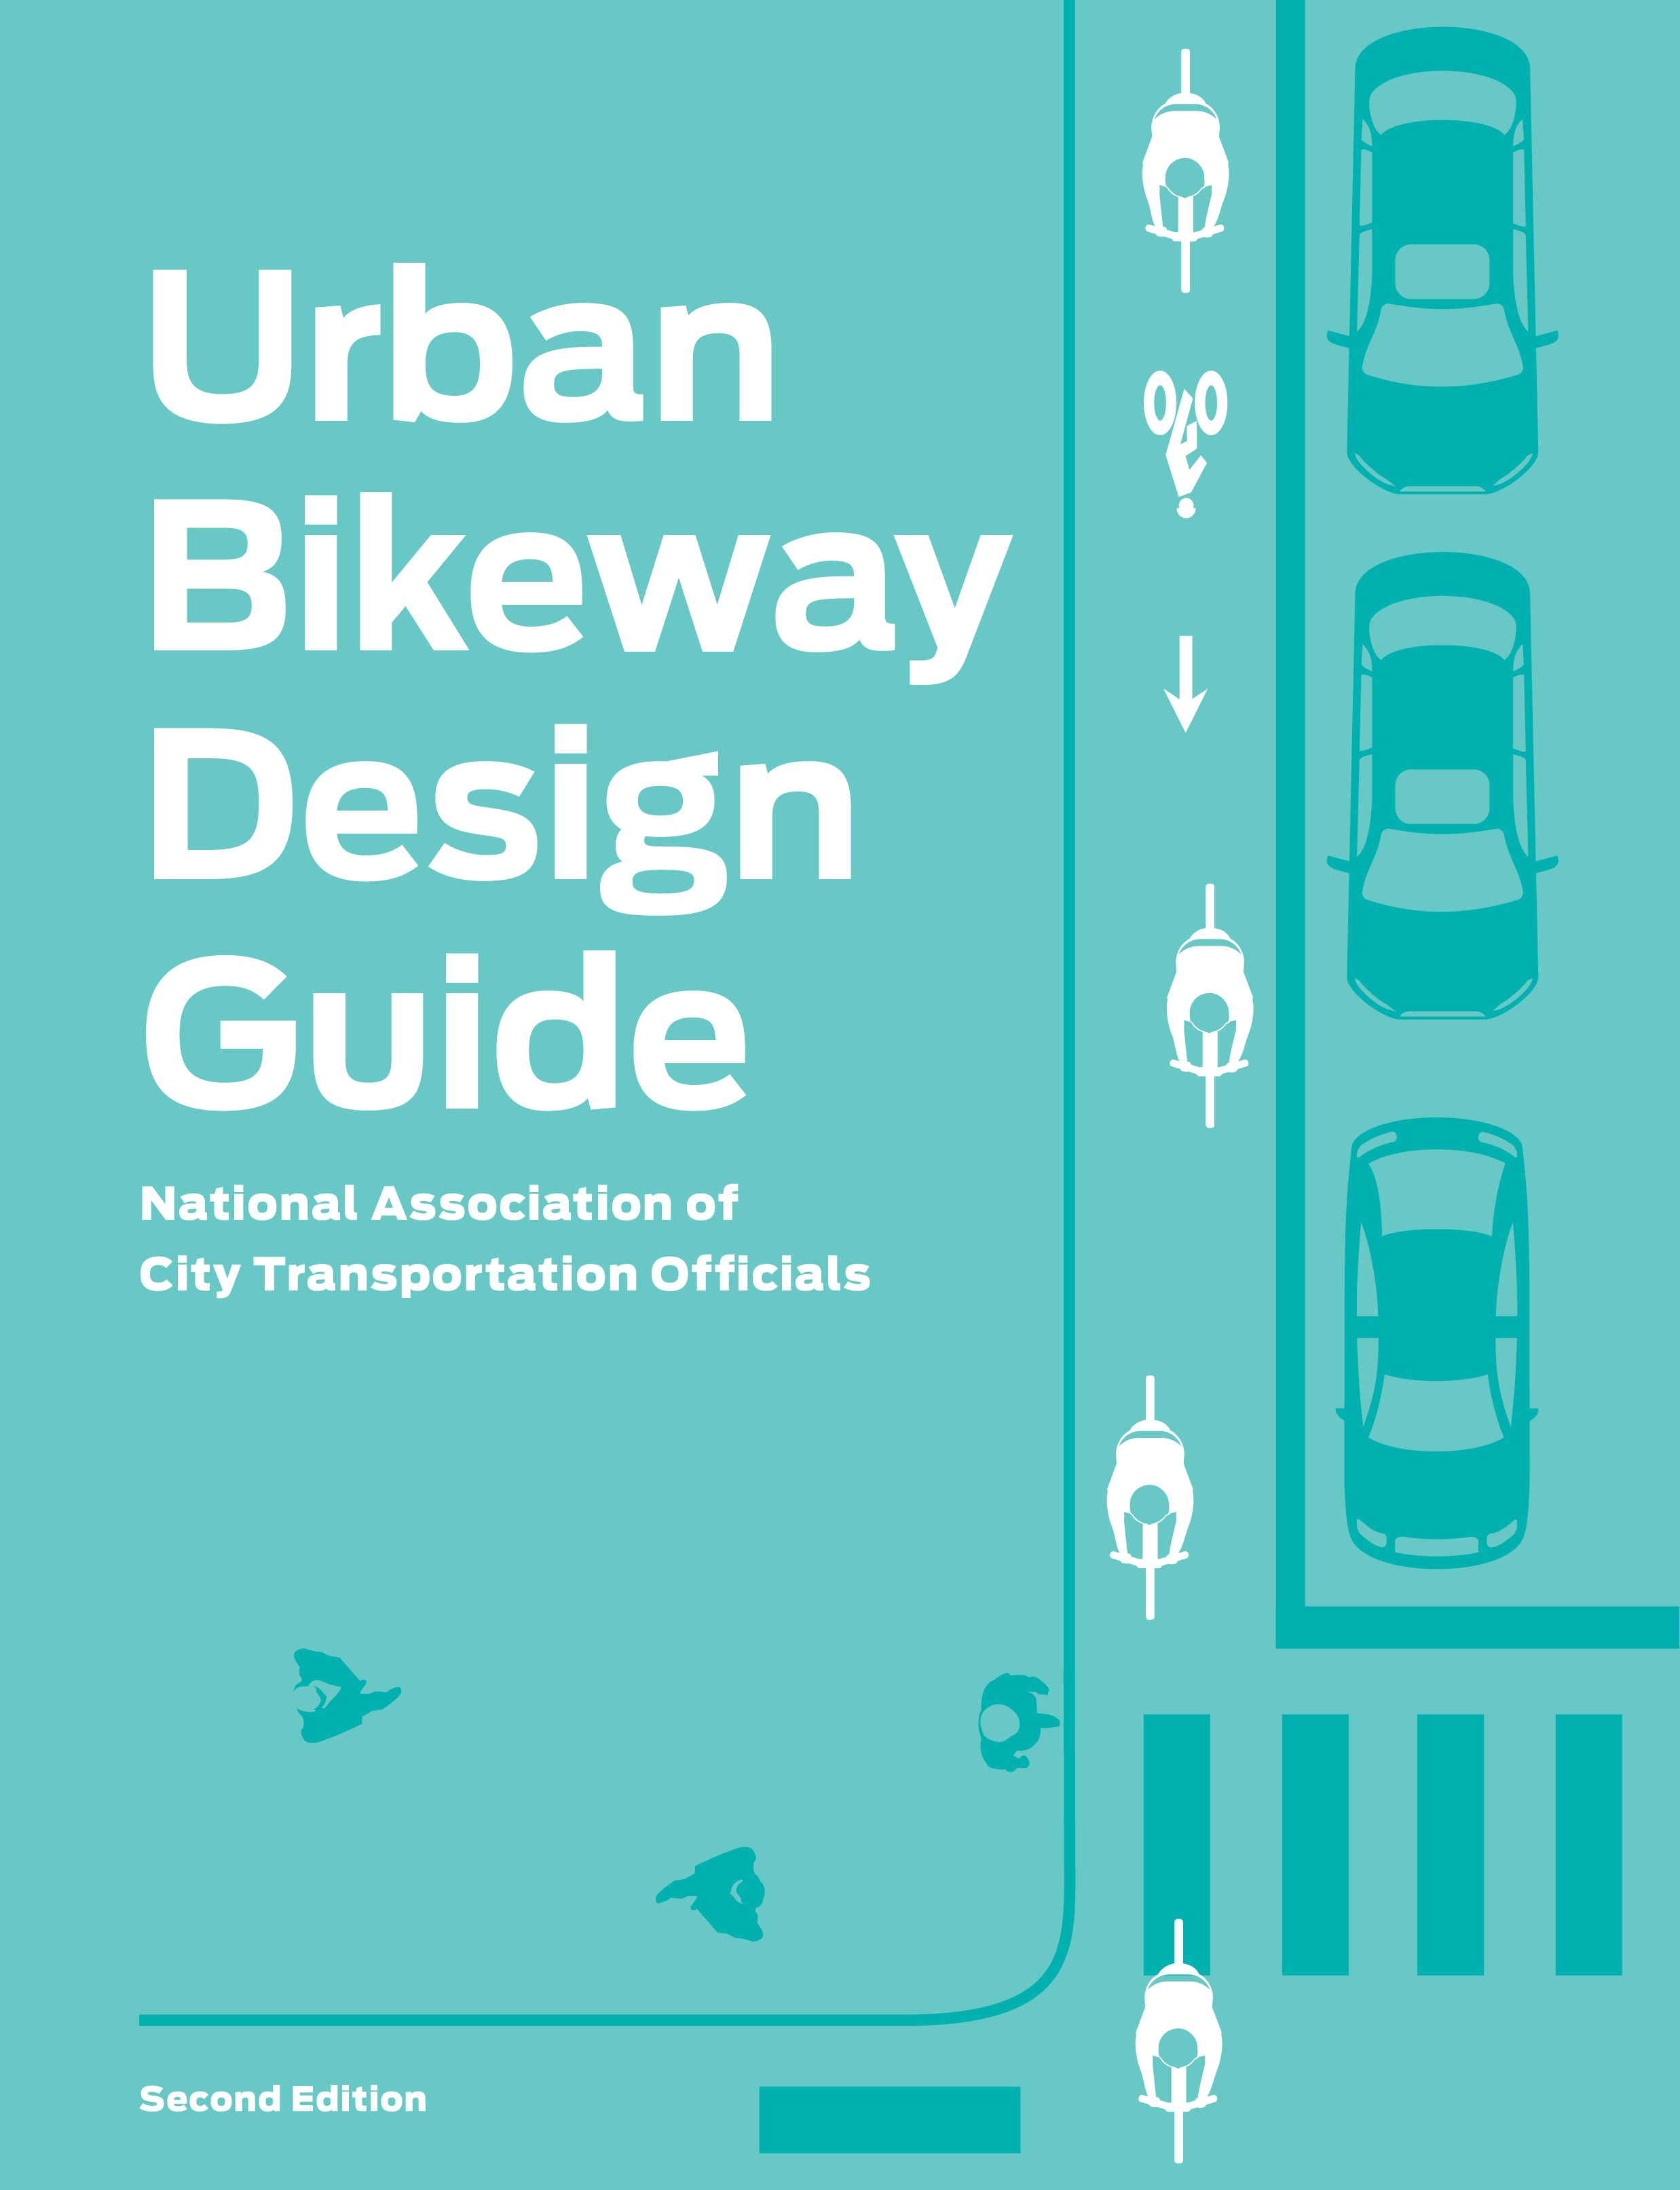 Urban
Bikeway
Design
Guide
National Association of
City Transportation Officials
Second Edition